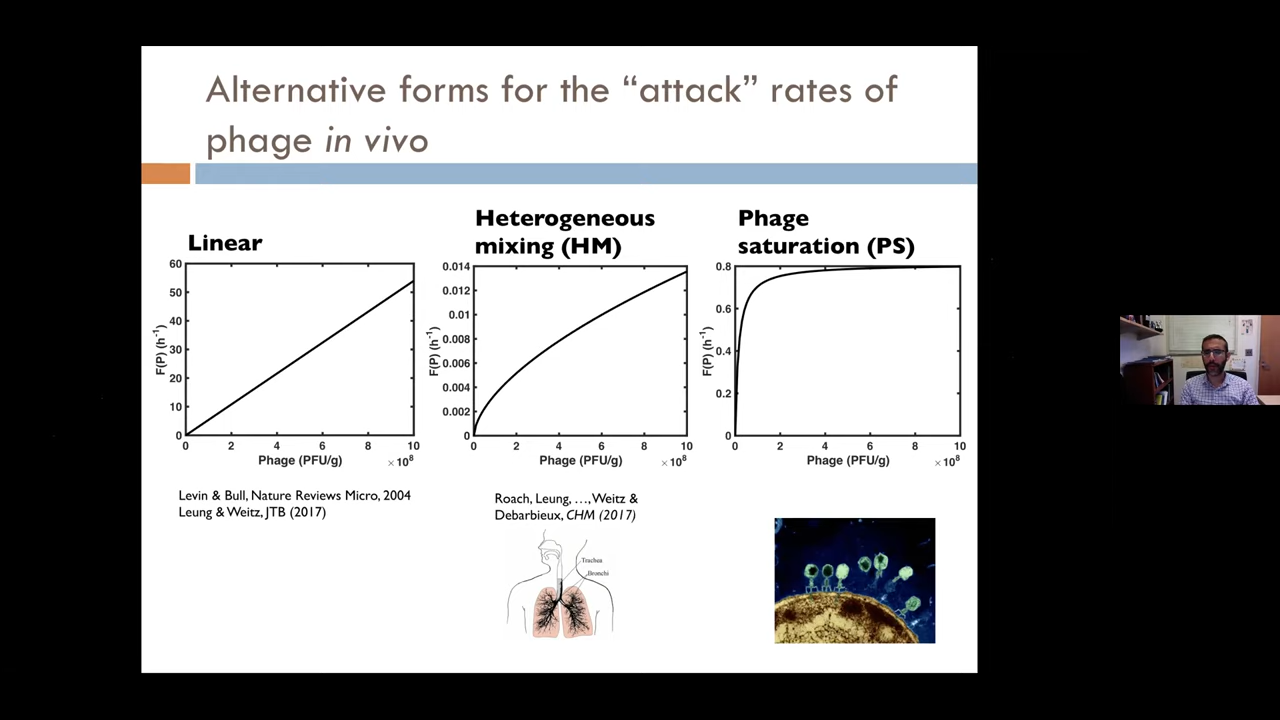 Alternative forms for the “attack” rates of
phage in vivo
Linear
60
50
40
30
20
10
0
F(P) (h⁻¹)
0 2 4 6 8 10
Phage (PFU/g)
×10⁸
Levin & Bull, Nature Reviews Micro, 2004
Leung & Weitz, JTB (2017)
Heterogeneous
mixing (HM)
0.014
0.012
0.01
0.008
0.006
0.004
0.002
0
F(P) (h⁻¹)
0 2 4 6 8 10
Phage (PFU/g)
×10⁸
Roach, Leung, …, Weitz &
Debarbieux, CHM (2017)
Trachea
Bronchi
Phage
saturation (PS)
0.8
0.6
0.4
0.2
0
F(P) (h⁻¹)
0 2 4 6 8 10
Phage (PFU/g)
×10⁸